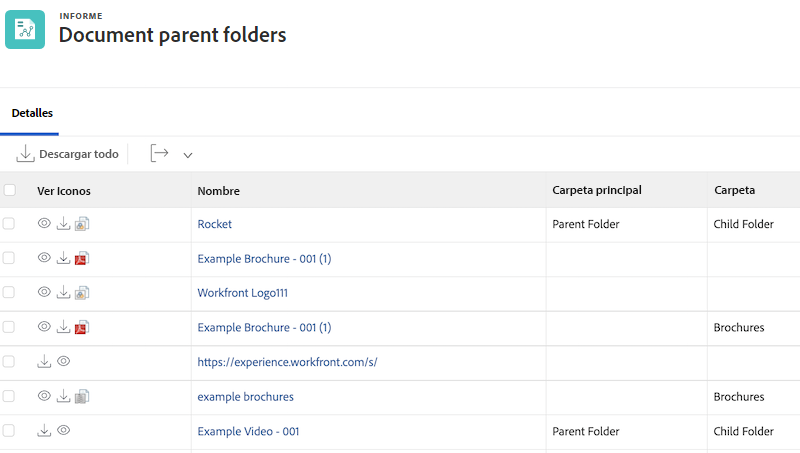 INFORME
Document parent folders
Detalles
Descargar todo
Ver Iconos Nombre Carpeta principal Carpeta
Rocket Parent Folder Child Folder
Example Brochure - 001 (1)
Workfront Logo111
Example Brochure - 001 (1) Brochures
https://experience.workfront.com/s/
example brochures Brochures
Example Video - 001 Parent Folder Child Folder